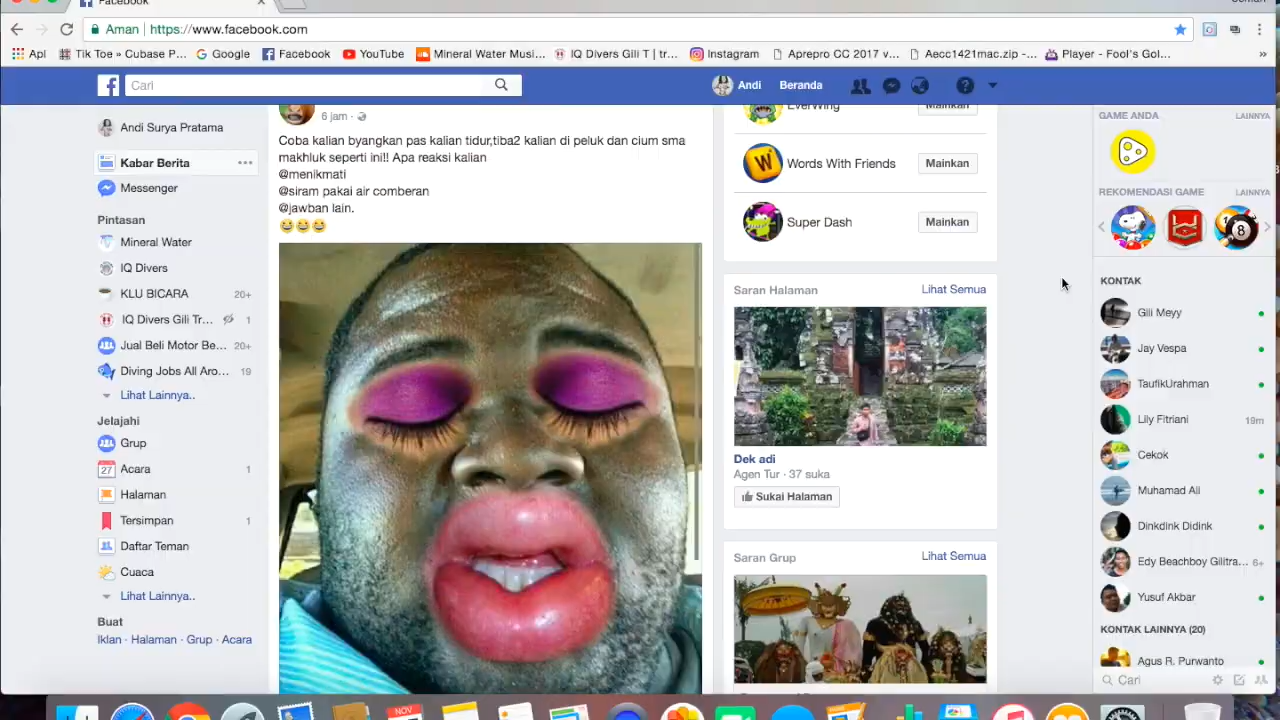 Facebook
Aman | https://www.facebook.com
Apl
Tik Toe » Cubase P...
Google
Facebook
YouTube
Mineral Water Musi...
IQ Divers Gili T | tr...
Instagram
Aprepro CC 2017 v...
Aecc1421mac.zip -...
Player - Fool's Gol...
Cari
Andi
Beranda
Andi Surya Pratama
Kabar Berita
Messenger
Pintasan
Mineral Water
IQ Divers
KLU BICARA 20+
IQ Divers Gili Tr... 1
Jual Beli Motor Be... 20+
Diving Jobs All Aro... 19
Lihat Lainnya..
Jelajahi
Grup
Acara 1
Halaman
Tersimpan 1
Daftar Teman
Cuaca
Lihat Lainnya..
Buat
Iklan · Halaman · Grup · Acara
6 jam ·
Coba kalian byangkan pas kalian tidur,tiba2 kalian di peluk dan cium sma
makhluk seperti ini!! Apa reaksi kalian
@menikmati
@siram pakai air comberan
@jawban lain.
EverWing Mainkan
Words With Friends Mainkan
Super Dash Mainkan
Saran Halaman Lihat Semua
Dek adi
Agen Tur · 37 suka
Sukai Halaman
Saran Grup Lihat Semua
GAME ANDA LAINNYA
REKOMENDASI GAME LAINNYA
KONTAK
Gili Meyy
Jay Vespa
TaufikUrahman
Lily Fitriani 19m
Cekok
Muhamad Ali
Dinkdink Didink
Edy Beachboy Gilitra... 6+
Yusuf Akbar
KONTAK LAINNYA (20)
Agus R. Purwanto
Cari
NOV